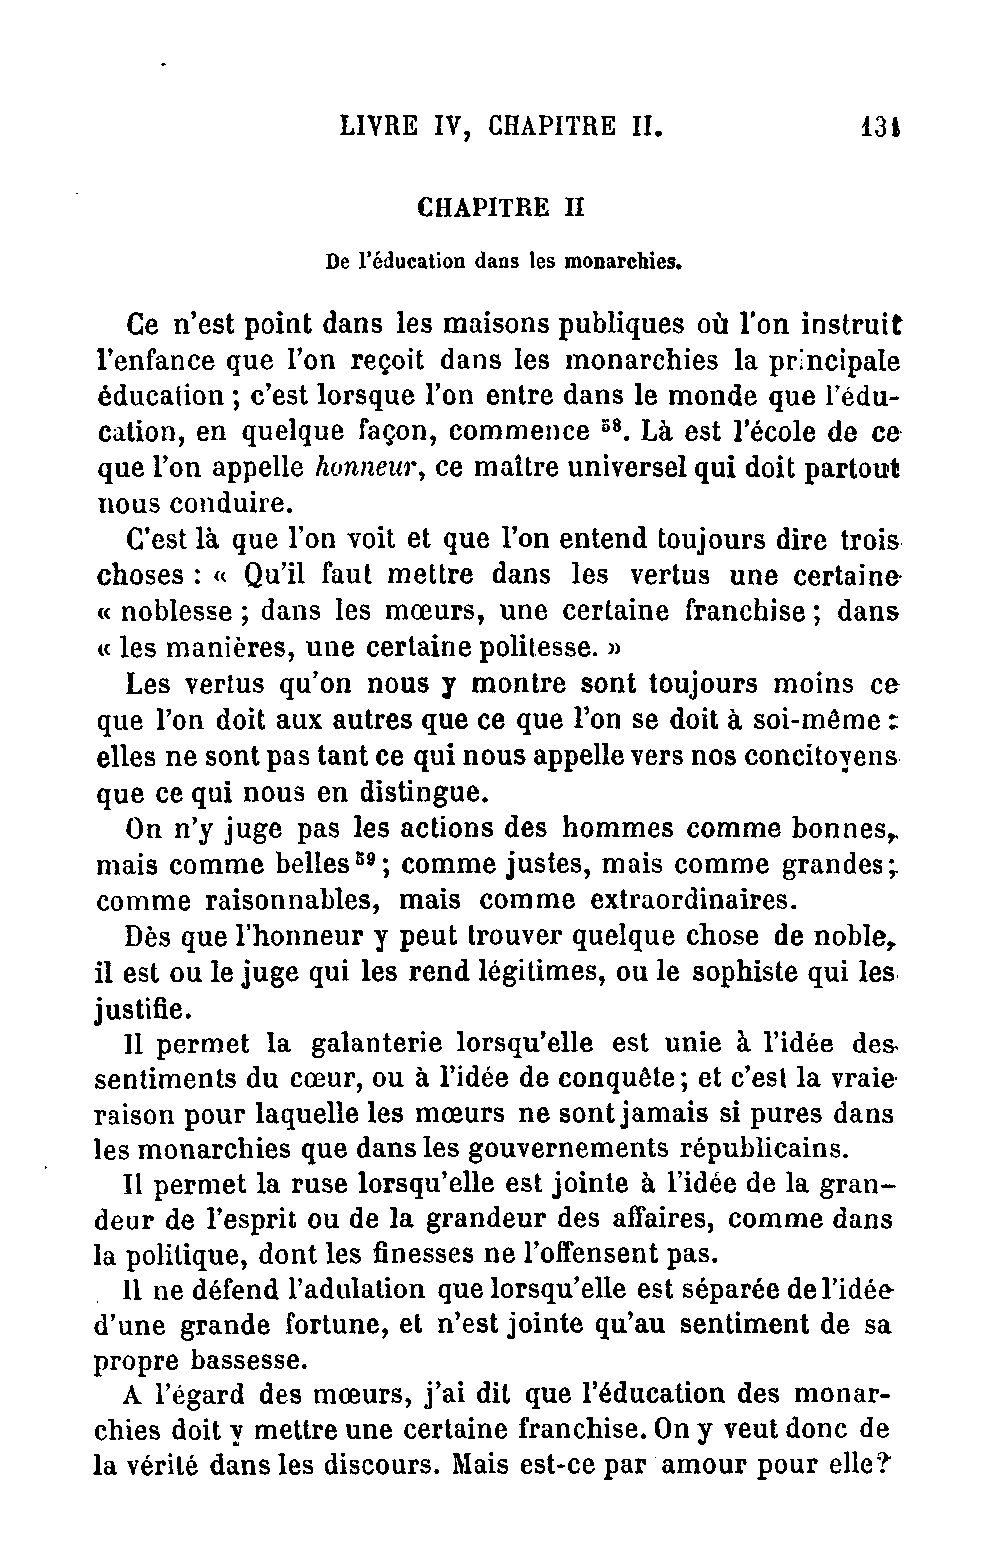 LIVRE IV, CHAPITRE II. 131
CHAPITRE II
De l'éducation dans les monarchies.
Ce n'est point dans les maisons publiques où l'on instruit
l'enfance que l'on reçoit dans les monarchies la principale
éducation ; c'est lorsque l'on entre dans le monde que l'édu-
cation, en quelque façon, commence ⁵⁸. Là est l'école de ce
que l'on appelle honneur, ce maître universel qui doit partout
nous conduire.
C'est là que l'on voit et que l'on entend toujours dire trois
choses : « Qu'il faut mettre dans les vertus une certaine
« noblesse ; dans les mœurs, une certaine franchise ; dans
« les manières, une certaine politesse. »
Les vertus qu'on nous y montre sont toujours moins ce
que l'on doit aux autres que ce que l'on se doit à soi-même :
elles ne sont pas tant ce qui nous appelle vers nos concitoyens
que ce qui nous en distingue.
On n'y juge pas les actions des hommes comme bonnes,
mais comme belles ⁵⁹ ; comme justes, mais comme grandes ;
comme raisonnables, mais comme extraordinaires.
Dès que l'honneur y peut trouver quelque chose de noble,
il est ou le juge qui les rend légitimes, ou le sophiste qui les
justifie.
Il permet la galanterie lorsqu'elle est unie à l'idée des
sentiments du cœur, ou à l'idée de conquête ; et c'est la vraie
raison pour laquelle les mœurs ne sont jamais si pures dans
les monarchies que dans les gouvernements républicains.
Il permet la ruse lorsqu'elle est jointe à l'idée de la gran-
deur de l'esprit ou de la grandeur des affaires, comme dans
la politique, dont les finesses ne l'offensent pas.
Il ne défend l'adulation que lorsqu'elle est séparée de l'idée
d'une grande fortune, et n'est jointe qu'au sentiment de sa
propre bassesse.
A l'égard des mœurs, j'ai dit que l'éducation des monar-
chies doit y mettre une certaine franchise. On y veut donc de
la vérité dans les discours. Mais est-ce par amour pour elle?